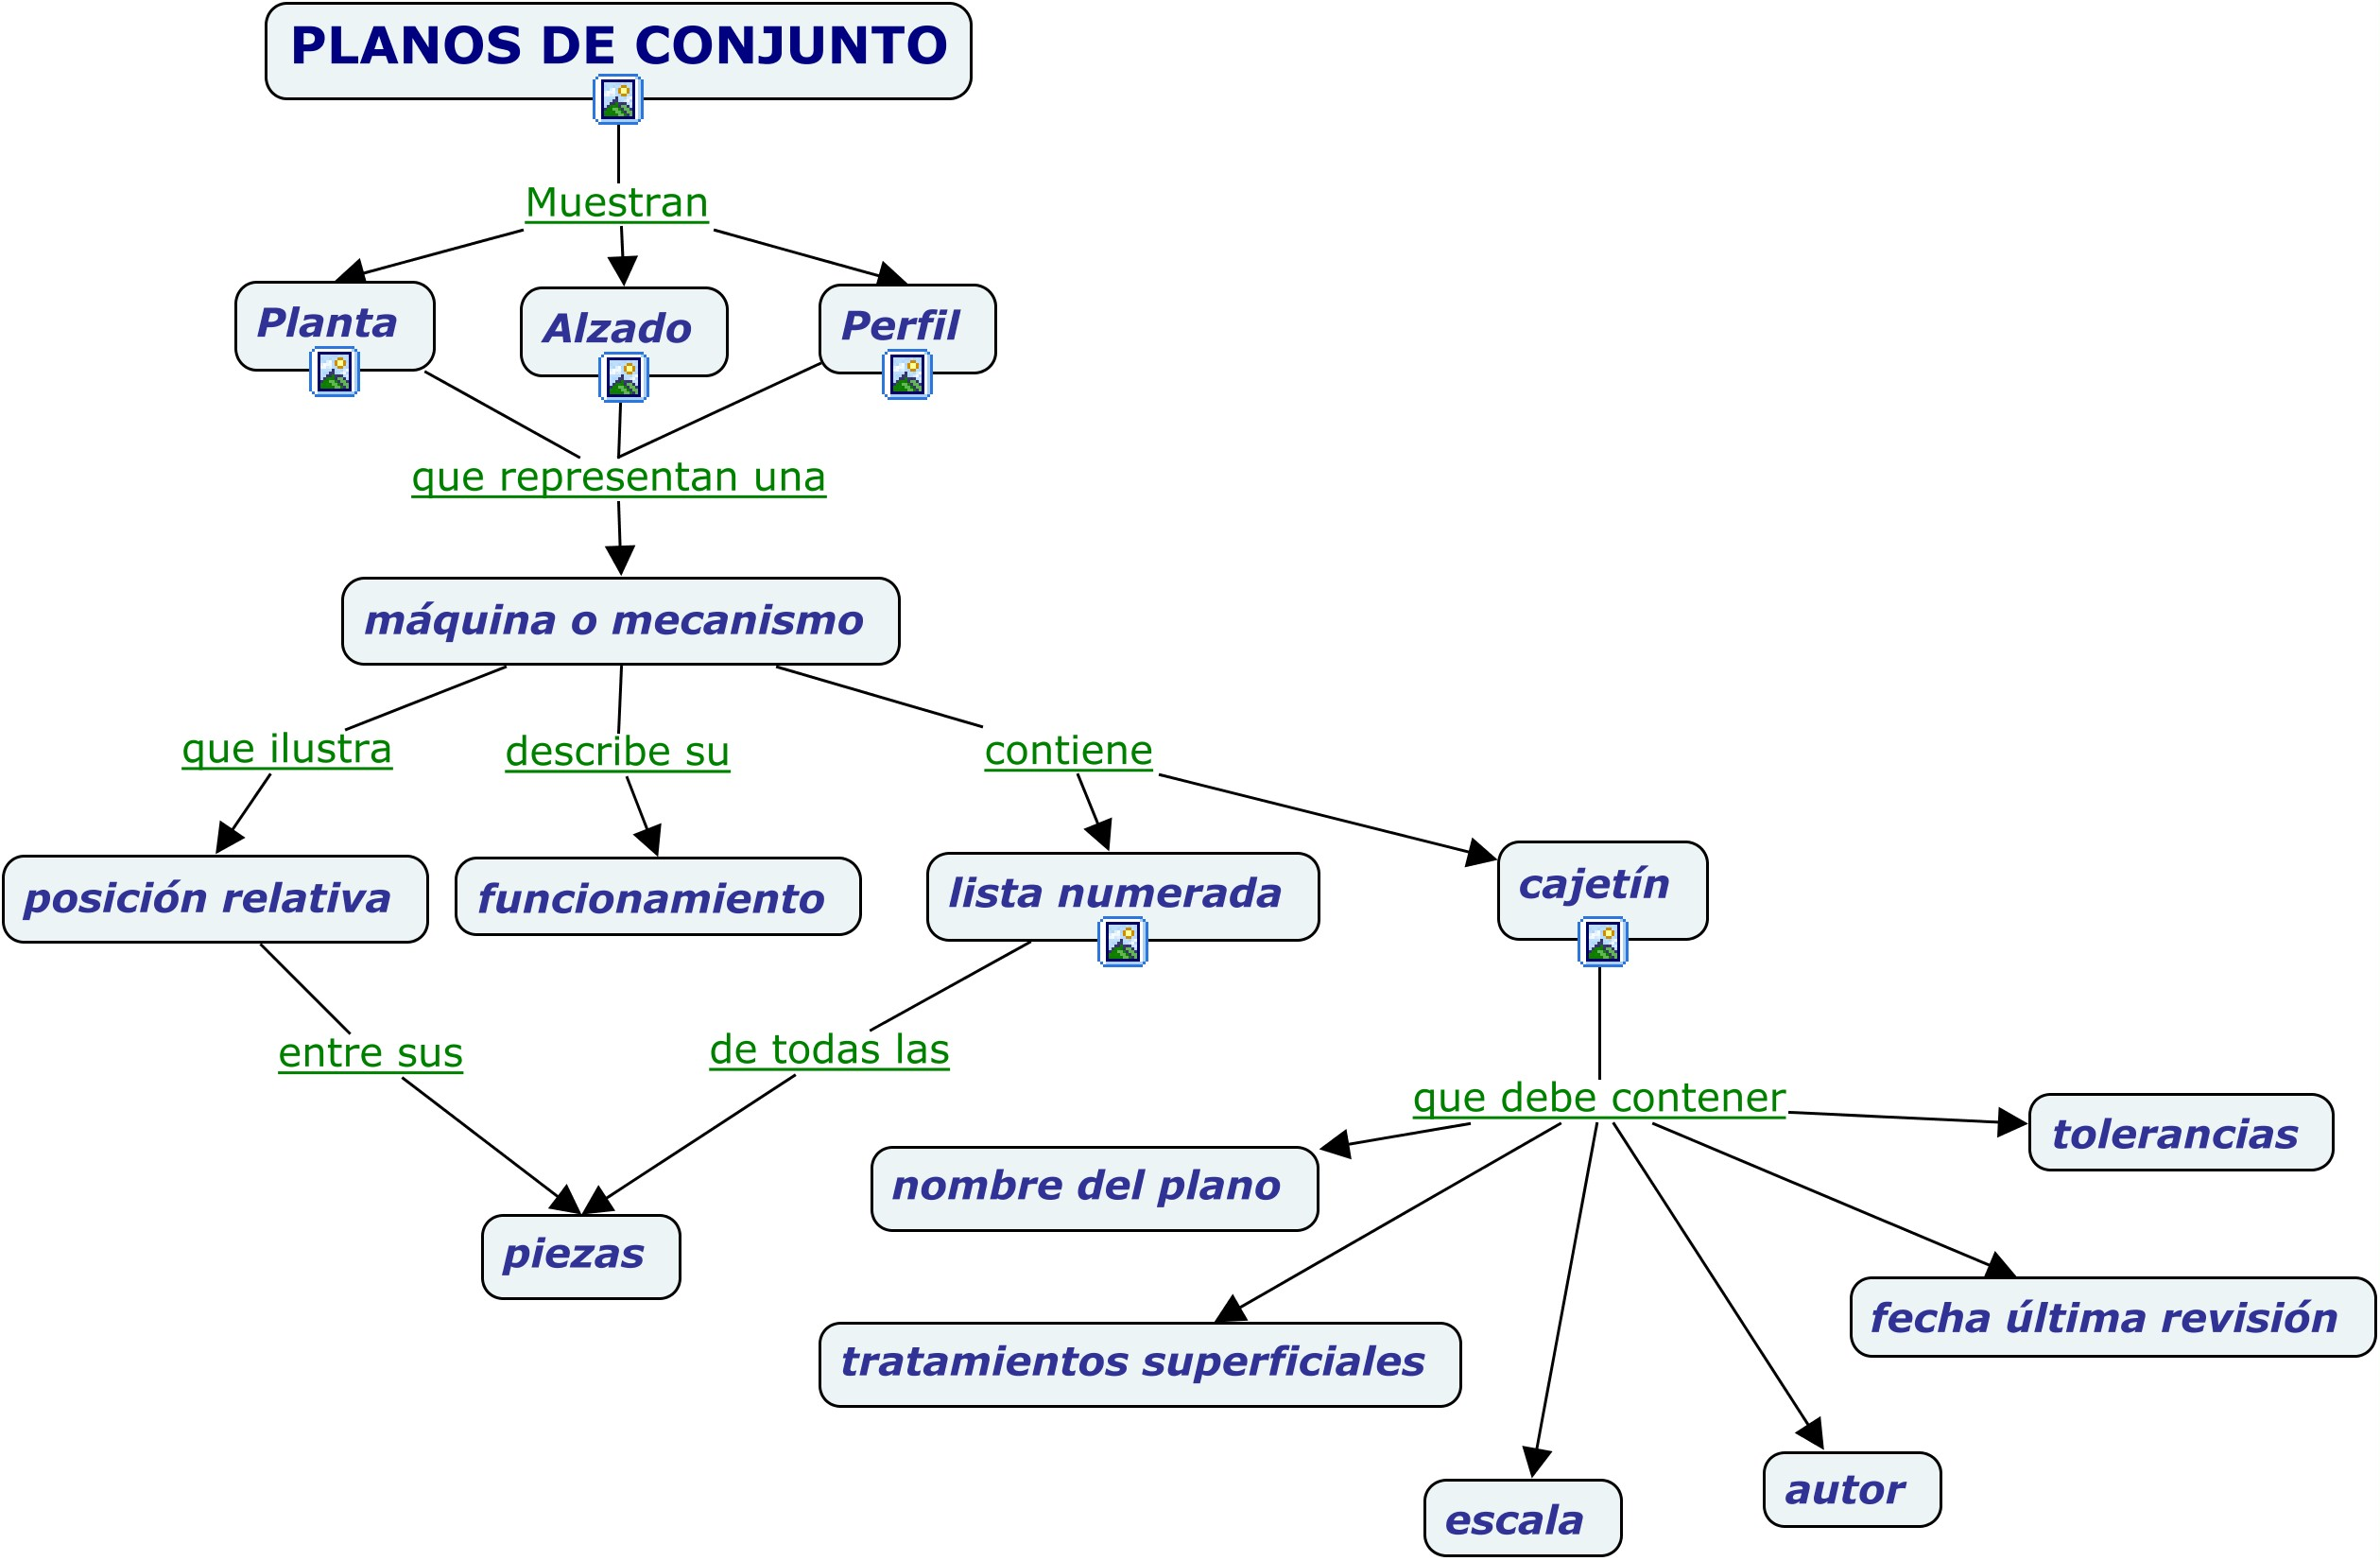 PLANOS DE CONJUNTO
Muestran
Planta
Alzado
Perfil
que representan una
máquina o mecanismo
que ilustra
describe su
contiene
posición relativa
funcionamiento
lista numerada
cajetín
entre sus
de todas las
que debe contener
tolerancias
nombre del plano
piezas
fecha última revisión
tratamientos superficiales
autor
escala